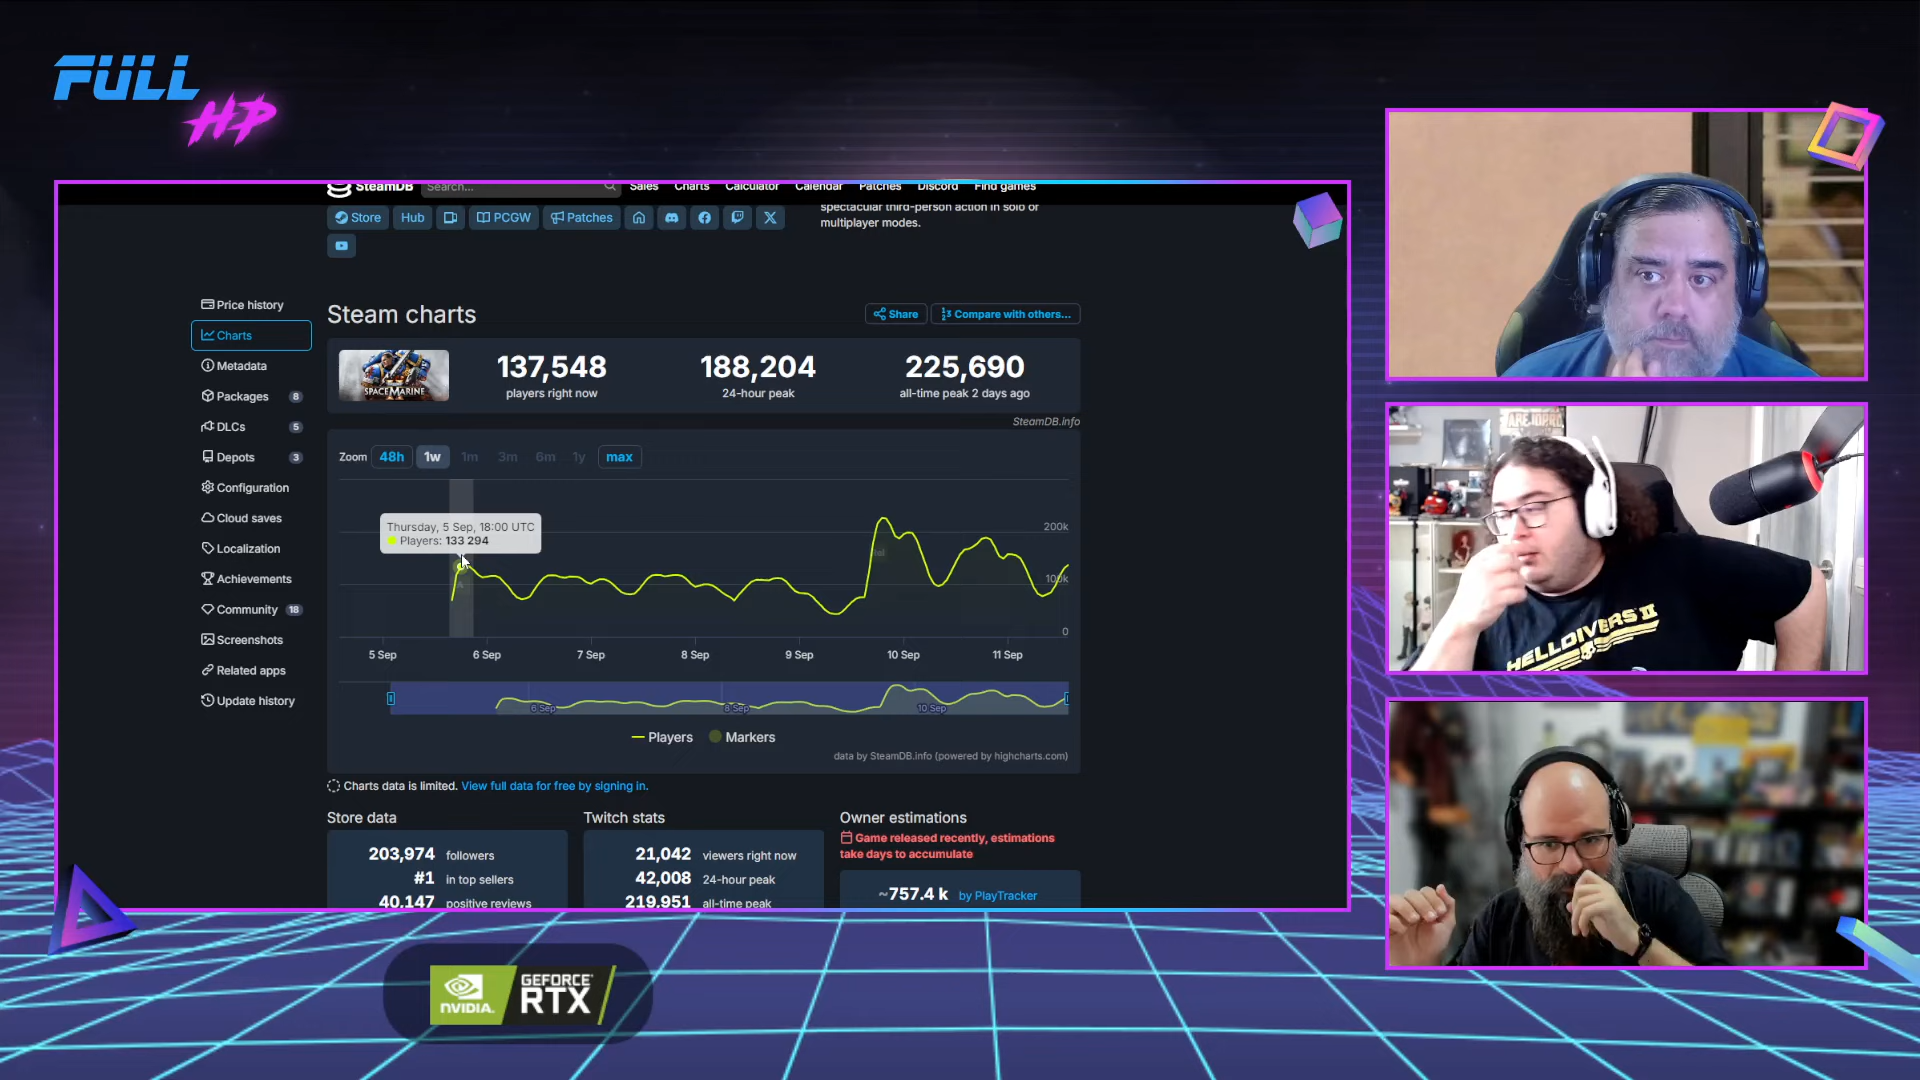 FULL
HP
SteamDB Search... Sales Charts Calculator Calendar Patches Discord Find games
Store Hub PCGW Patches
spectacular third-person action in solo or
multiplayer modes.
Price history
Charts
Metadata
Packages 8
DLCs 5
Depots 3
Configuration
Cloud saves
Localization
Achievements
Community 18
Screenshots
Related apps
Update history
Steam charts
Share
Compare with others...
SPACE MARINE
137,548
players right now
188,204
24-hour peak
225,690
all-time peak 2 days ago
SteamDB.info
Zoom 48h 1w 1m 3m 6m 1y max
Thursday, 5 Sep, 18:00 UTC
Players: 133 294
200k
100k
0
5 Sep 6 Sep 7 Sep 8 Sep 9 Sep 10 Sep 11 Sep
6 Sep 8 Sep 10 Sep
Players Markers
data by SteamDB.info (powered by highcharts.com)
Charts data is limited. View full data for free by signing in.
Store data
203,974 followers
#1 in top sellers
40,147 positive reviews
Twitch stats
21,042 viewers right now
42,008 24-hour peak
219,951 all-time peak
Owner estimations
Game released recently, estimations
take days to accumulate
~757.4 k by PlayTracker
HELLDIVERS II
NVIDIA.
GEFORCE
RTX